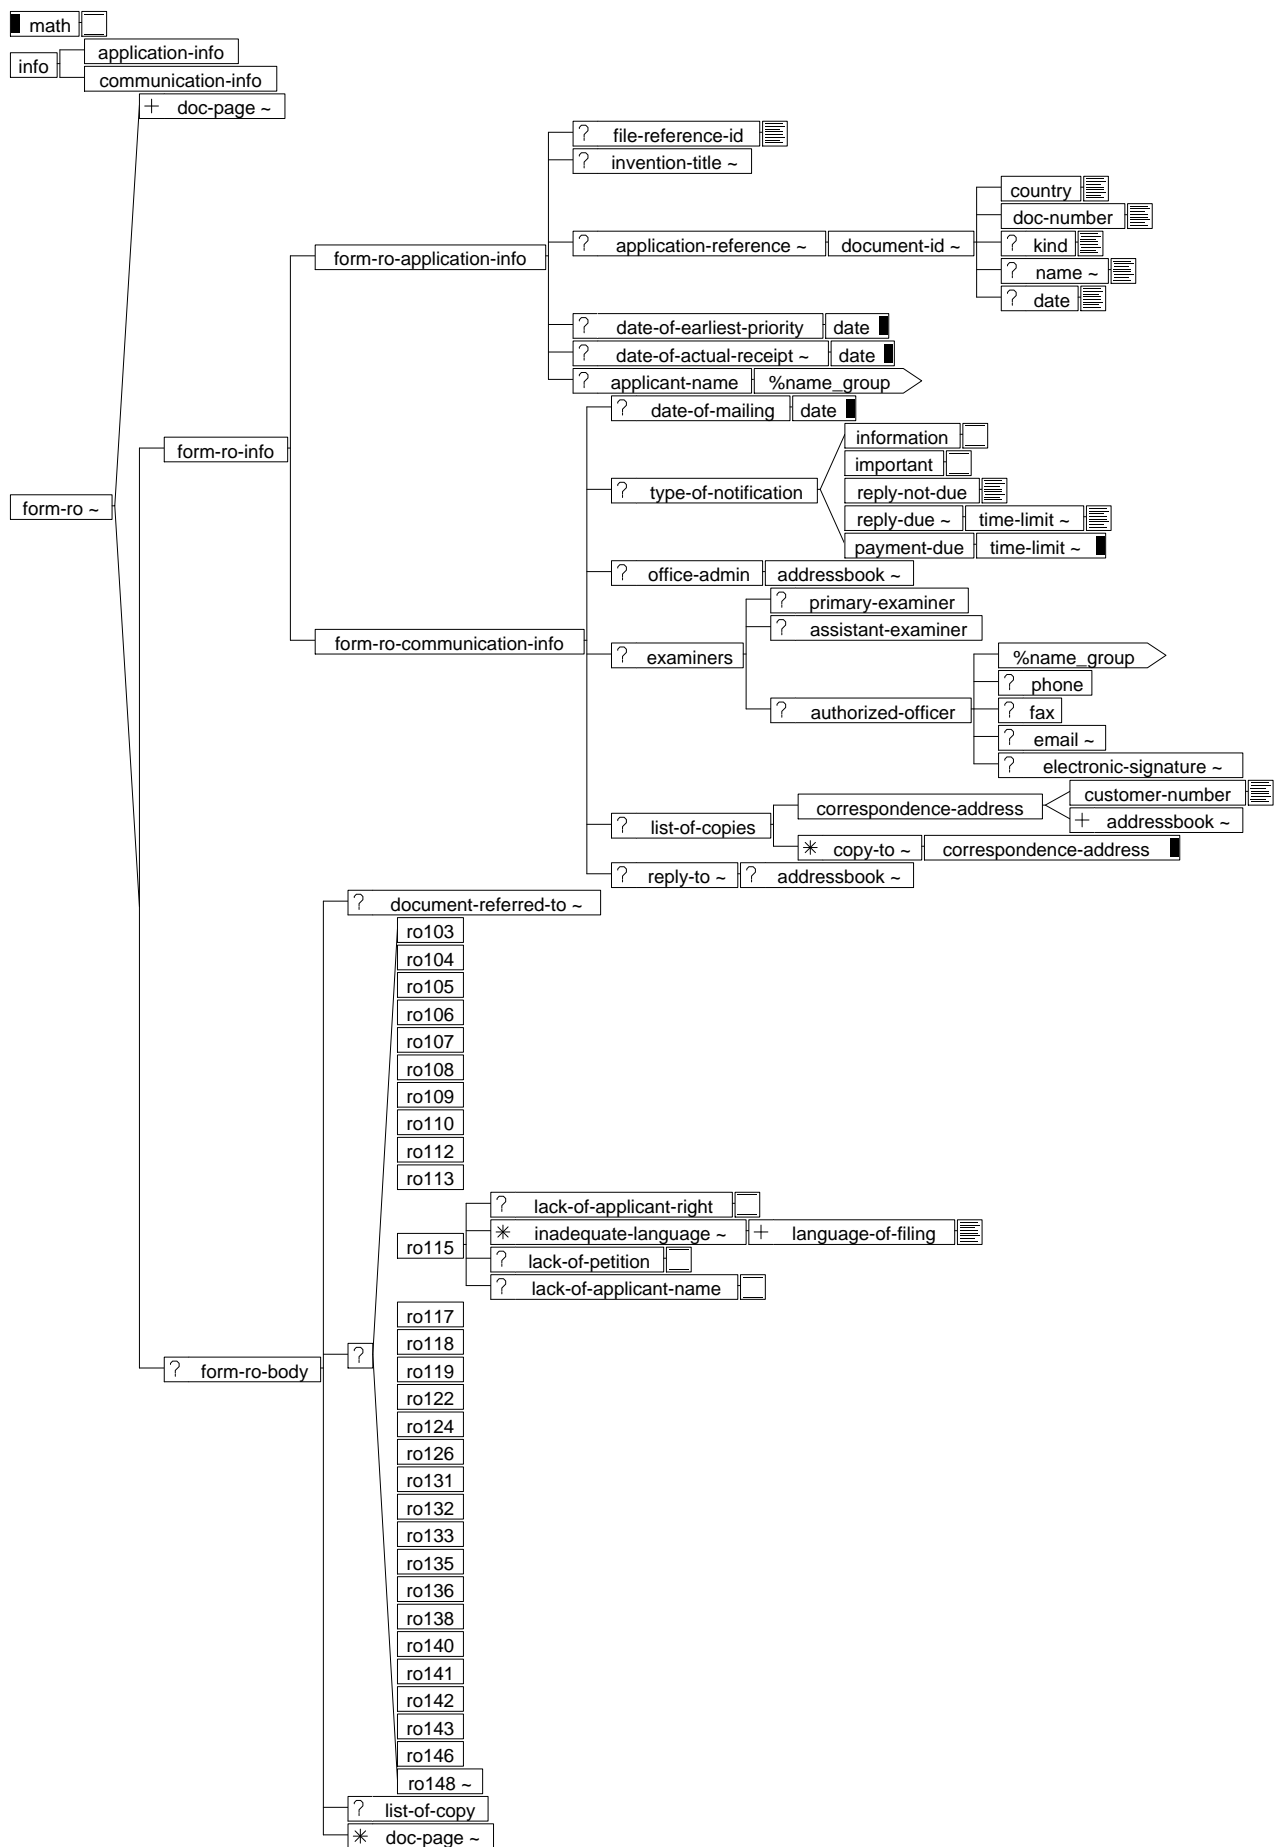 math
info
application-info
communication-info
+ doc-page ~
? file-reference-id
? invention-title ~
country
doc-number
form-ro-application-info
? application-reference ~
document-id ~
? kind
? name ~
? date
? date-of-earliest-priority
date
? date-of-actual-receipt ~
date
? applicant-name
%name_group
? date-of-mailing
date
information
form-ro-info
important
form-ro ~
? type-of-notification
reply-not-due
reply-due ~
time-limit ~
payment-due
time-limit ~
? office-admin
addressbook ~
? primary-examiner
? assistant-examiner
form-ro-communication-info
? examiners
%name_group
? phone
? authorized-officer
? fax
? email ~
? electronic-signature ~
correspondence-address
customer-number
? list-of-copies
+ addressbook ~
* copy-to ~
correspondence-address
? reply-to ~
? addressbook ~
? document-referred-to ~
ro103
ro104
ro105
ro106
ro107
ro108
ro109
ro110
ro112
ro113
? lack-of-applicant-right
ro115
* inadequate-language ~
+ language-of-filing
? lack-of-petition
? lack-of-applicant-name
ro117
ro118
?
ro119
? form-ro-body
ro122
ro124
ro126
ro131
ro132
ro133
ro135
ro136
ro138
ro140
ro141
ro142
ro143
ro146
ro148 ~
? list-of-copy
* doc-page ~